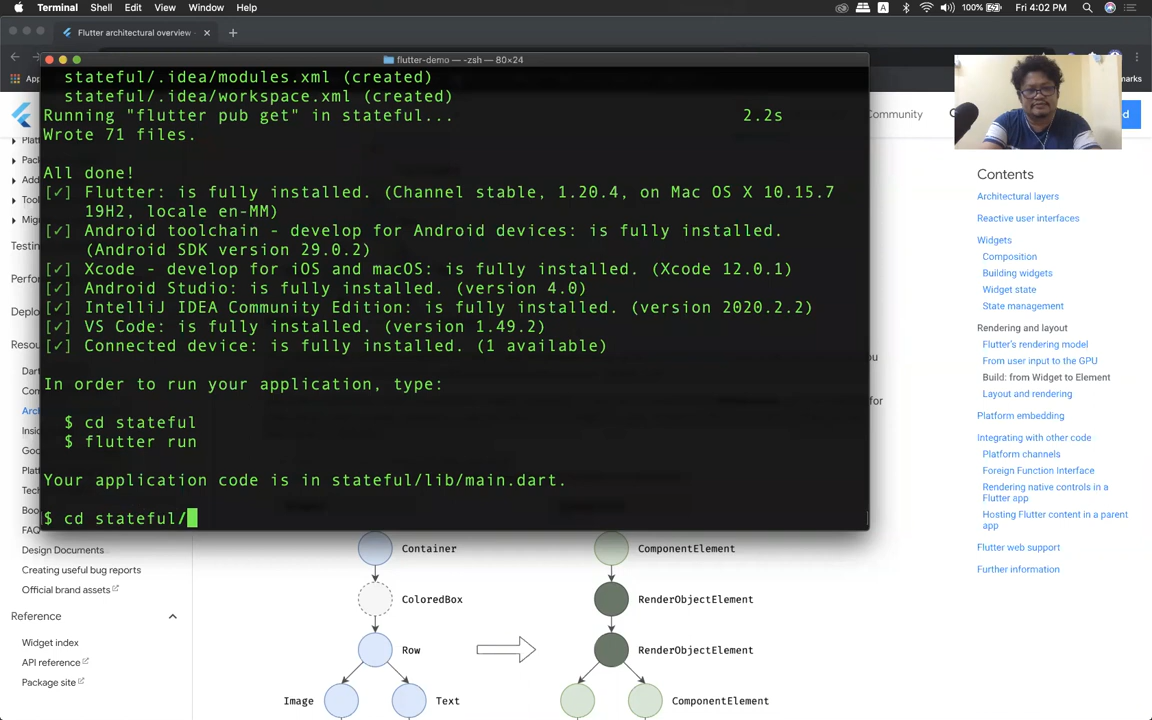 Terminal Shell Edit View Window Help
100% Fri 4:02 PM
Flutter architectural overview
flutter-demo — -zsh — 80×24
stateful/.idea/modules.xml (created)
stateful/.idea/workspace.xml (created)
Running "flutter pub get" in stateful... 2.2s
Wrote 71 files.
All done!
[✓] Flutter: is fully installed. (Channel stable, 1.20.4, on Mac OS X 10.15.7
19H2, locale en-MM)
[✓] Android toolchain - develop for Android devices: is fully installed.
(Android SDK version 29.0.2)
[✓] Xcode - develop for iOS and macOS: is fully installed. (Xcode 12.0.1)
[✓] Android Studio: is fully installed. (version 4.0)
[✓] IntelliJ IDEA Community Edition: is fully installed. (version 2020.2.2)
[✓] VS Code: is fully installed. (version 1.49.2)
[✓] Connected device: is fully installed. (1 available)
In order to run your application, type:
$ cd stateful
$ flutter run
Your application code is in stateful/lib/main.dart.
$ cd stateful/
App
marks
Community
Contents
Architectural layers
Reactive user interfaces
Widgets
Composition
Building widgets
Widget state
State management
Rendering and layout
Flutter’s rendering model
From user input to the GPU
Build: from Widget to Element
Layout and rendering
Platform embedding
Integrating with other code
Platform channels
Foreign Function Interface
Rendering native controls in a
Flutter app
Hosting Flutter content in a parent
app
Flutter web support
Further information
FAQ
Design Documents
Creating useful bug reports
Official brand assets
Reference
Widget index
API reference
Package site
Container ComponentElement
ColoredBox RenderObjectElement
Row RenderObjectElement
Image Text ComponentElement